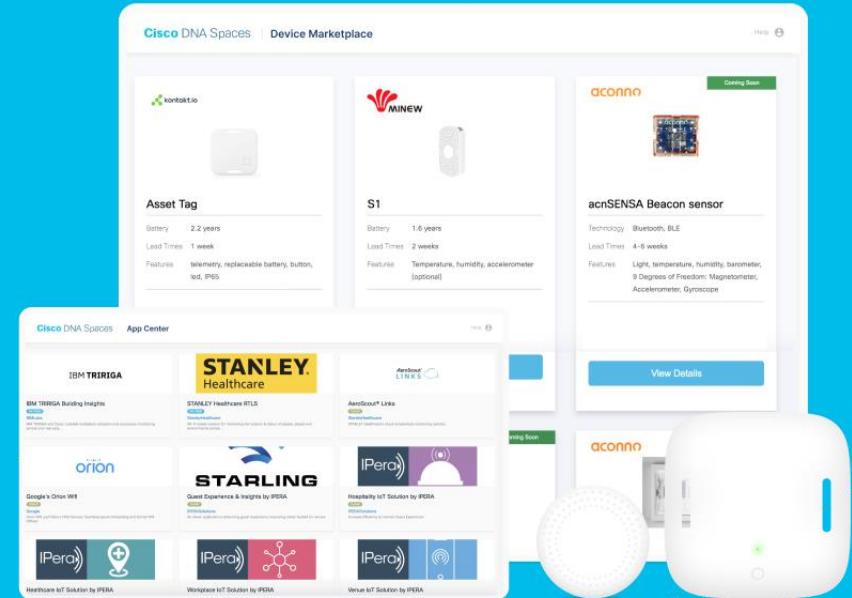 Cisco DNA Spaces | Device Marketplace
Help
kontakt.io
Asset Tag
Battery 2.2 years
Lead Times 1 week
Features telemetry, replaceable battery, button,
led, IP65
MINEW
S1
Battery 1.6 years
Lead Times 2 weeks
Features Temperature, humidity, accelerometer
(optional)
Coming Soon
aconno
acnSENSA Beacon sensor
Technology Bluetooth, BLE
Lead Times 4-6 weeks
Features Light, temperature, humidity, barometer,
9 Degrees of Freedom: Magnetometer,
Accelerometer, Gyroscope
View Details
Coming Soon
aconno
Cisco DNA Spaces | App Center
Help
IBM TRIRIGA
IBM TRIRIGA Building Insights
STANLEY.
Healthcare
STANLEY Healthcare RTLS
AeroScout
LINKS
AeroScout® Links
orion
Google's Orion Wifi
Google
STARLING
Guest Experience & Insights by IPERA
IPera
Hospitality IoT Solution by IPERA
IPera
Healthcare IoT Solution by IPERA
IPera
Workplace IoT Solution by IPERA
IPera
Venue IoT Solution by IPERA